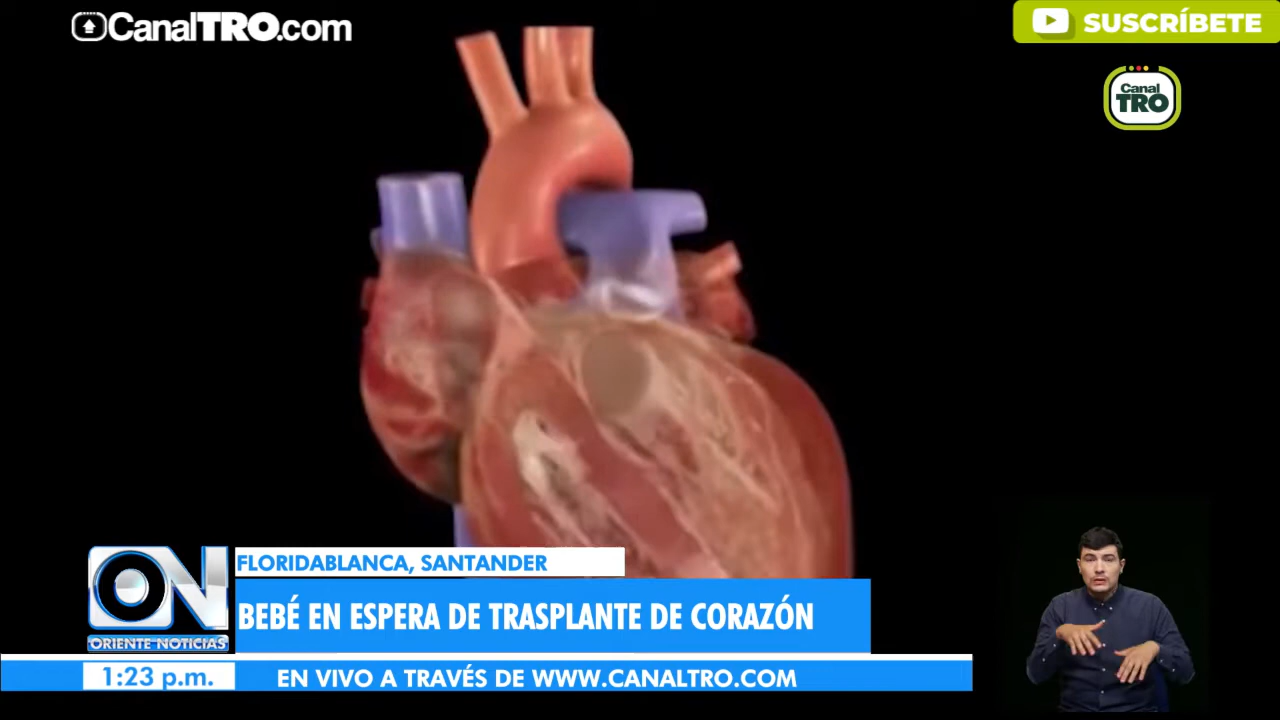 CanalTRO.com
SUSCRÍBETE
Canal
TRO
ON
FLORIDABLANCA, SANTANDER
BEBÉ EN ESPERA DE TRASPLANTE DE CORAZÓN
ORIENTE NOTICIAS
1:23 p.m.
EN VIVO A TRAVÉS DE WWW.CANALTRO.COM